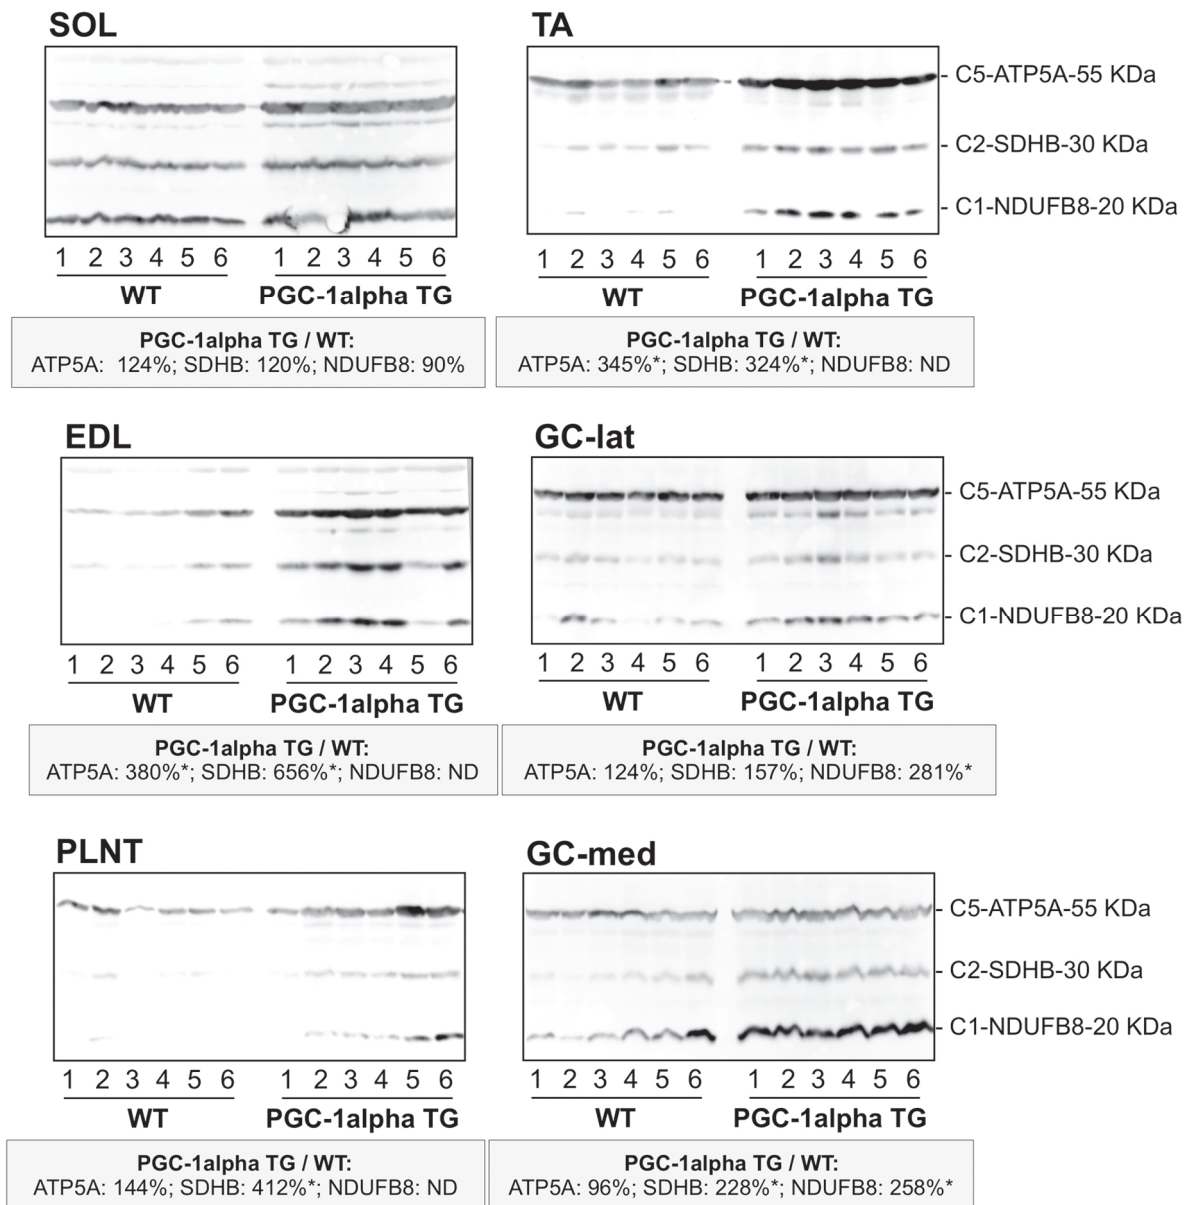 SOL
1 2 3 4 5 6 1 2 3 4 5 6
WT PGC-1alpha TG
PGC-1alpha TG / WT:
ATP5A: 124%; SDHB: 120%; NDUFB8: 90%
TA
- C5-ATP5A-55 KDa
- C2-SDHB-30 KDa
- C1-NDUFB8-20 KDa
1 2 3 4 5 6 1 2 3 4 5 6
WT PGC-1alpha TG
PGC-1alpha TG / WT:
ATP5A: 345%*; SDHB: 324%*; NDUFB8: ND
EDL
1 2 3 4 5 6 1 2 3 4 5 6
WT PGC-1alpha TG
PGC-1alpha TG / WT:
ATP5A: 380%*; SDHB: 656%*; NDUFB8: ND
GC-lat
- C5-ATP5A-55 KDa
- C2-SDHB-30 KDa
- C1-NDUFB8-20 KDa
1 2 3 4 5 6 1 2 3 4 5 6
WT PGC-1alpha TG
PGC-1alpha TG / WT:
ATP5A: 124%; SDHB: 157%; NDUFB8: 281%*
PLNT
1 2 3 4 5 6 1 2 3 4 5 6
WT PGC-1alpha TG
PGC-1alpha TG / WT:
ATP5A: 144%; SDHB: 412%*; NDUFB8: ND
GC-med
- C5-ATP5A-55 KDa
- C2-SDHB-30 KDa
- C1-NDUFB8-20 KDa
1 2 3 4 5 6 1 2 3 4 5 6
WT PGC-1alpha TG
PGC-1alpha TG / WT:
ATP5A: 96%; SDHB: 228%*; NDUFB8: 258%*